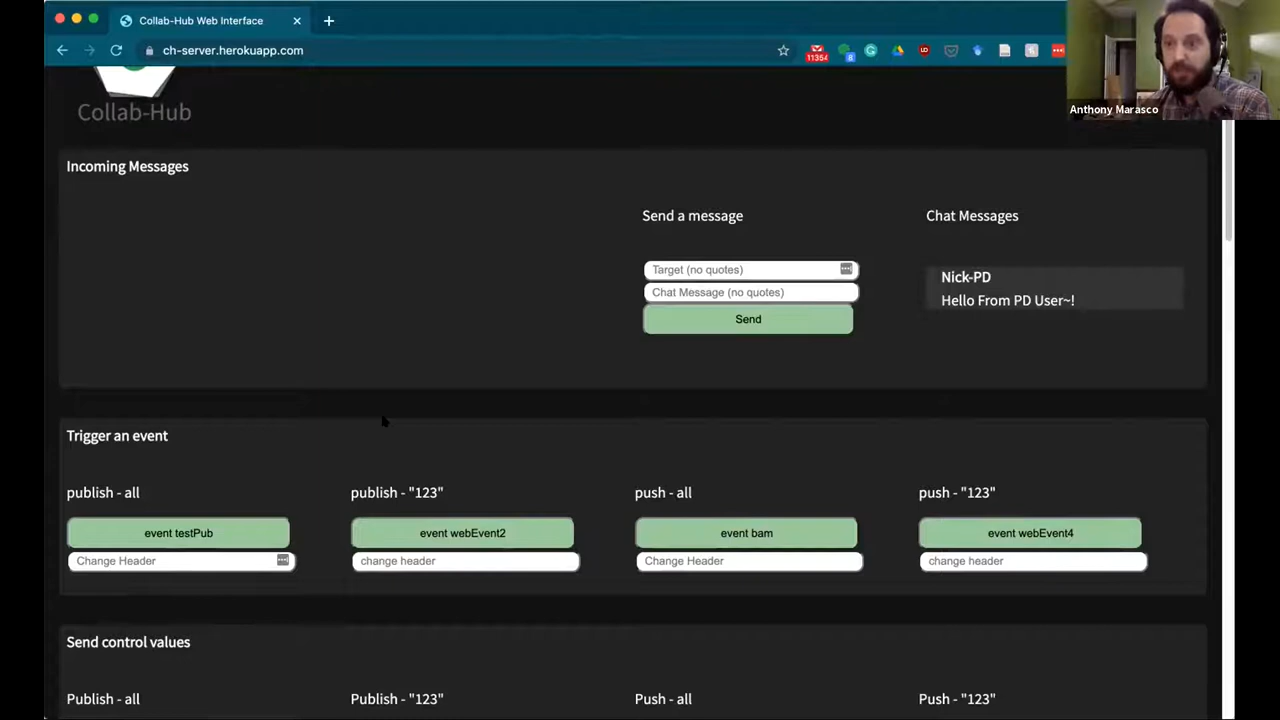 Collab-Hub Web Interface
ch-server.herokuapp.com
11354
8
Anthony Marasco
Collab-Hub
Incoming Messages
Send a message
Chat Messages
Target (no quotes)
Chat Message (no quotes)
Send
Nick-PD
Hello From PD User~!
Trigger an event
publish - all
publish - "123"
push - all
push - "123"
event testPub
event webEvent2
event bam
event webEvent4
Change Header
change header
Change Header
change header
Send control values
Publish - all
Publish - "123"
Push - all
Push - "123"